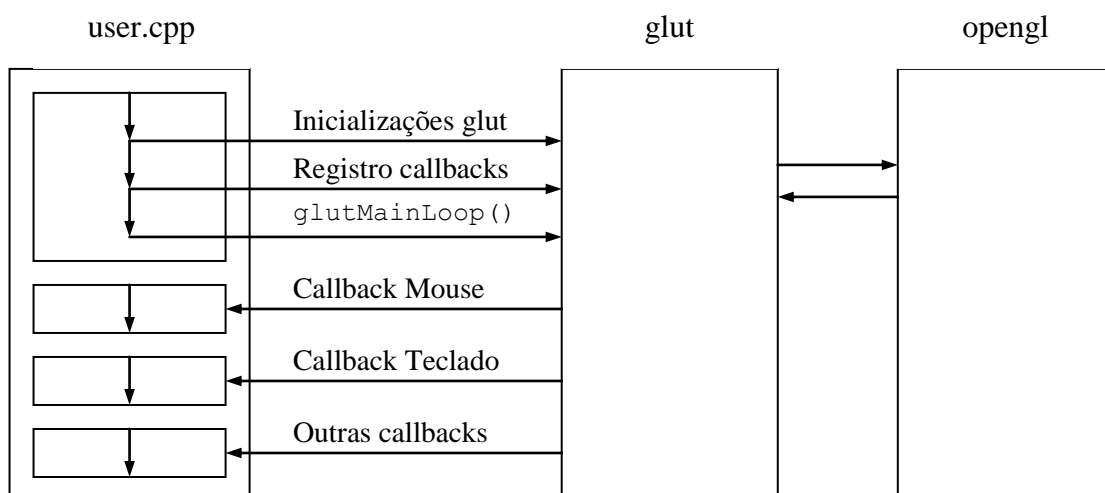 user.cpp
glut
opengl
Inicializações glut
Registro callbacks
glutMainLoop()
Callback Mouse
Callback Teclado
Outras callbacks